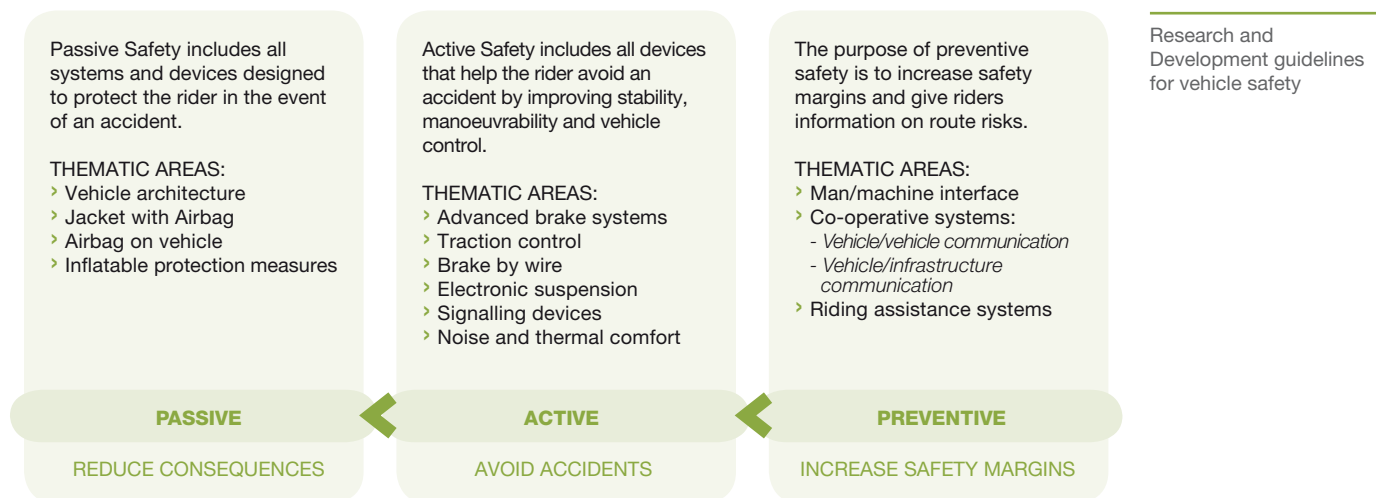 Passive Safety includes all
systems and devices designed
to protect the rider in the event
of an accident.
THEMATIC AREAS:
› Vehicle architecture
› Jacket with Airbag
› Airbag on vehicle
› Inflatable protection measures
PASSIVE
REDUCE CONSEQUENCES
Active Safety includes all devices
that help the rider avoid an
accident by improving stability,
manoeuvrability and vehicle
control.
THEMATIC AREAS:
› Advanced brake systems
› Traction control
› Brake by wire
› Electronic suspension
› Signalling devices
› Noise and thermal comfort
ACTIVE
AVOID ACCIDENTS
The purpose of preventive
safety is to increase safety
margins and give riders
information on route risks.
THEMATIC AREAS:
› Man/machine interface
› Co-operative systems:
- Vehicle/vehicle communication
- Vehicle/infrastructure
communication
› Riding assistance systems
PREVENTIVE
INCREASE SAFETY MARGINS
Research and
Development guidelines
for vehicle safety